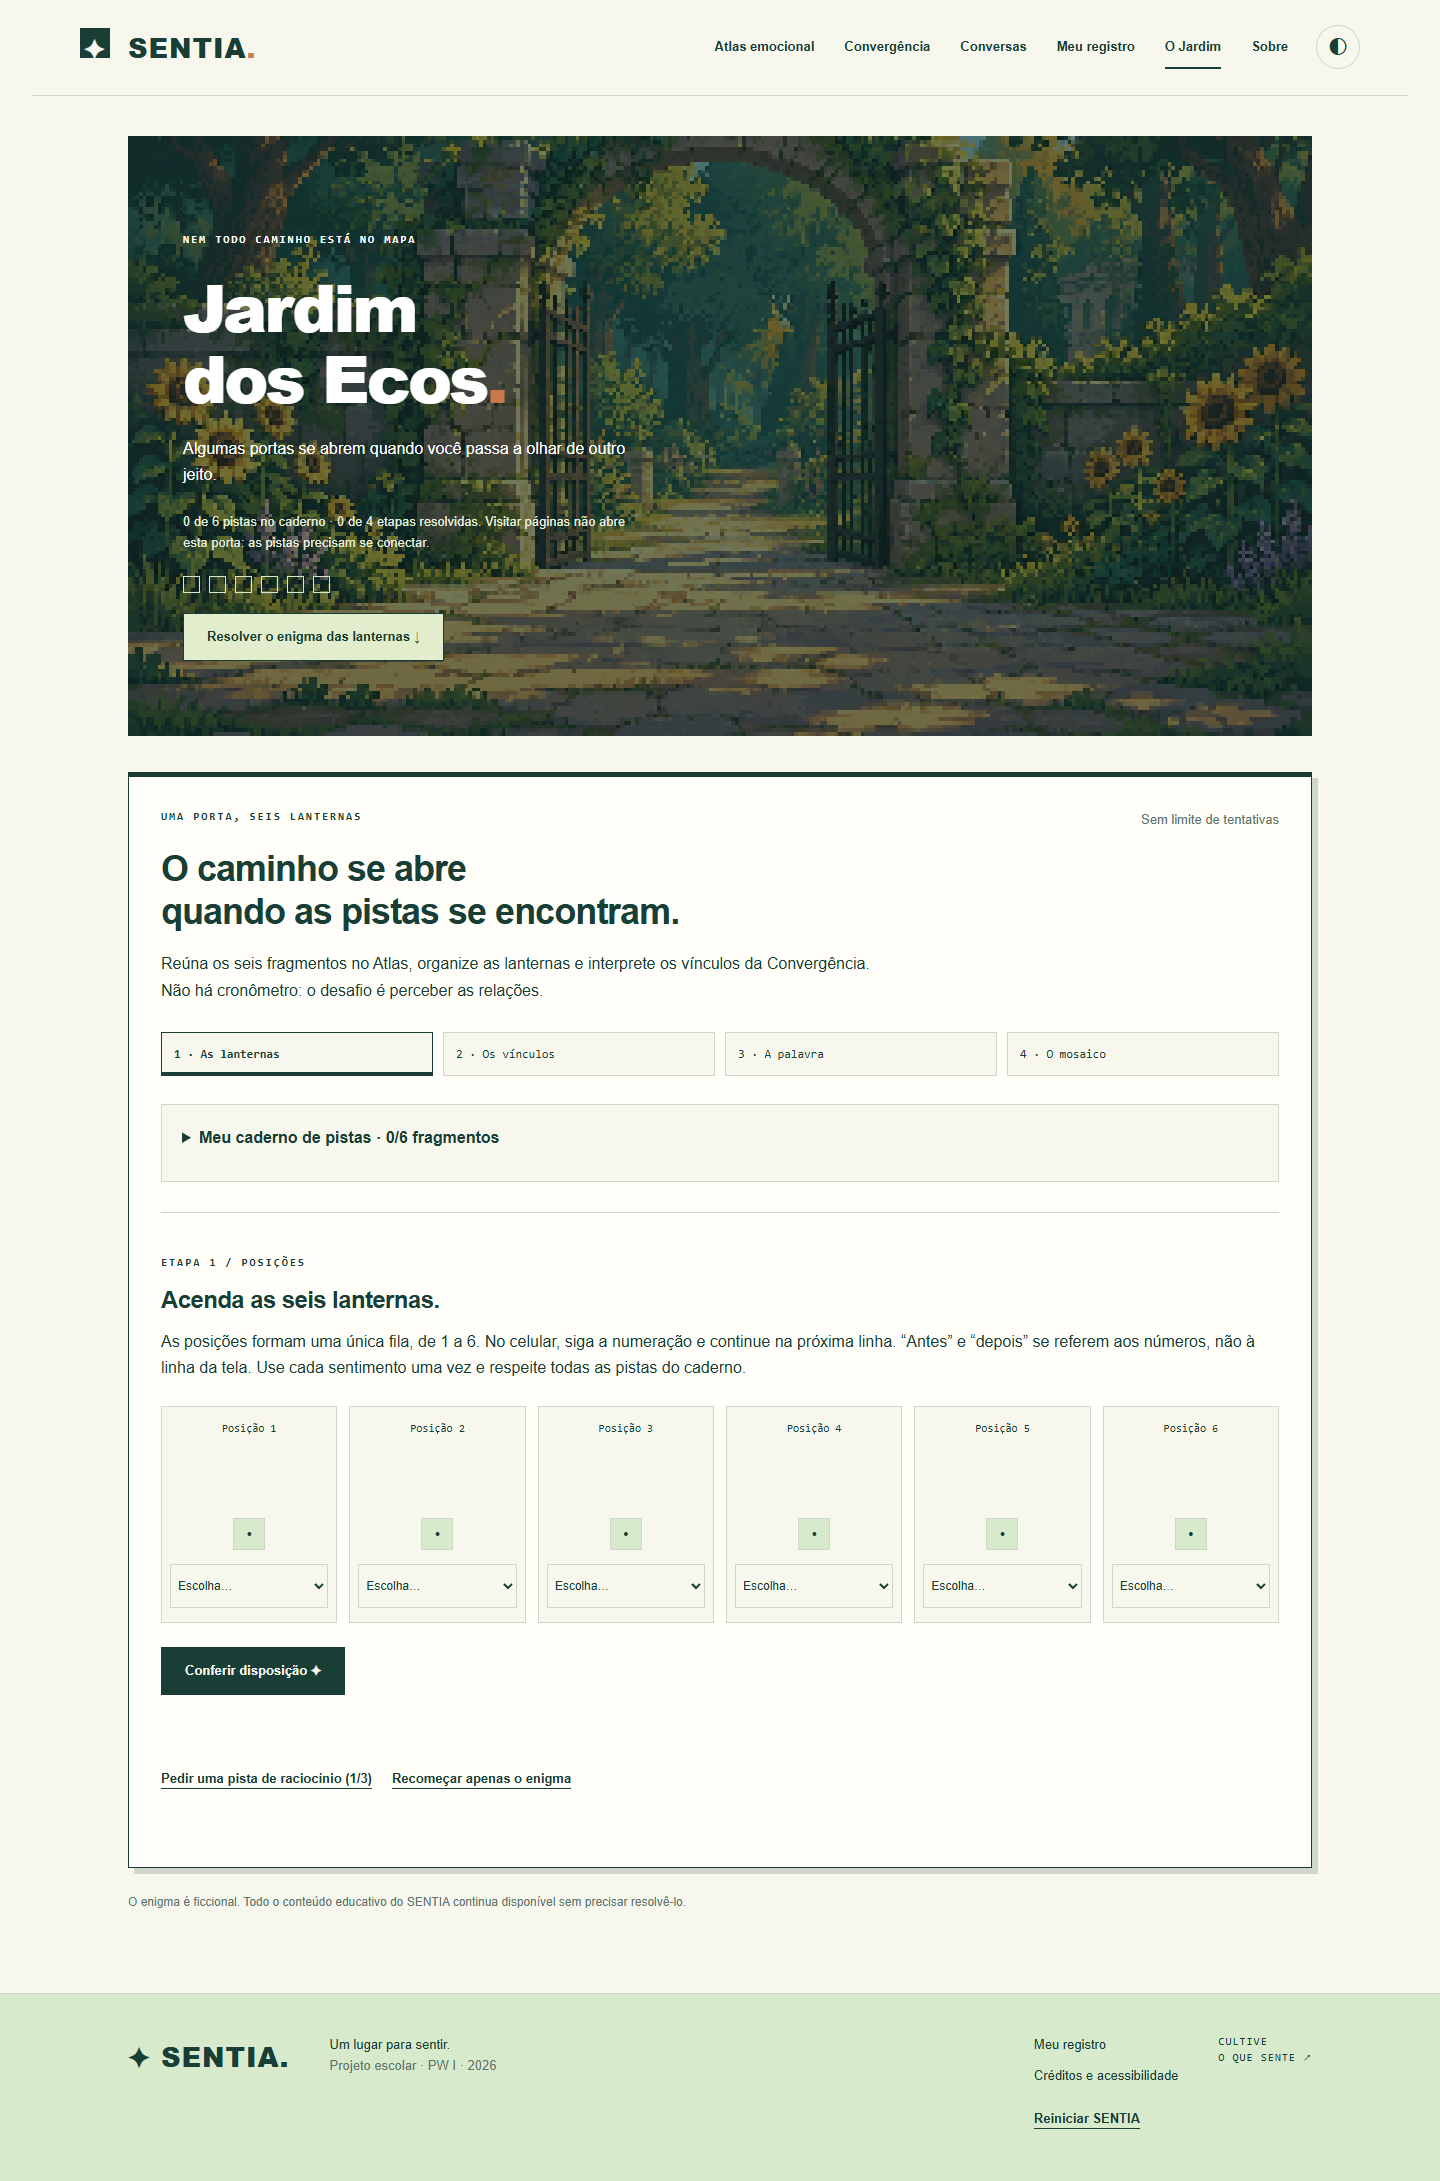 SENTIA.
Atlas emocional
Convergência
Conversas
Meu registro
O Jardim
Sobre
NEM TODO CAMINHO ESTÁ NO MAPA
Jardim
dos Ecos.
Algumas portas se abrem quando você passa a olhar de outro
jeito.
0 de 6 pistas no caderno · 0 de 4 etapas resolvidas. Visitar páginas não abre
esta porta: as pistas precisam se conectar.
Resolver o enigma das lanternas ↓
UMA PORTA, SEIS LANTERNAS
Sem limite de tentativas
O caminho se abre
quando as pistas se encontram.
Reúna os seis fragmentos no Atlas, organize as lanternas e interprete os vínculos da Convergência.
Não há cronômetro: o desafio é perceber as relações.
1 · As lanternas
2 · Os vínculos
3 · A palavra
4 · O mosaico
Meu caderno de pistas · 0/6 fragmentos
ETAPA 1 / POSIÇÕES
Acenda as seis lanternas.
As posições formam uma única fila, de 1 a 6. No celular, siga a numeração e continue na próxima linha. “Antes” e “depois” se referem aos números, não à
linha da tela. Use cada sentimento uma vez e respeite todas as pistas do caderno.
Posição 1
Posição 2
Posição 3
Posição 4
Posição 5
Posição 6
Escolha...
Escolha...
Escolha...
Escolha...
Escolha...
Escolha...
Conferir disposição ✦
Pedir uma pista de raciocínio (1/3)
Recomeçar apenas o enigma
O enigma é ficcional. Todo o conteúdo educativo do SENTIA continua disponível sem precisar resolvê-lo.
✦ SENTIA.
Um lugar para sentir.
Projeto escolar · PW I · 2026
Meu registro
Créditos e acessibilidade
Reiniciar SENTIA
CULTIVE
O QUE SENTE ↗